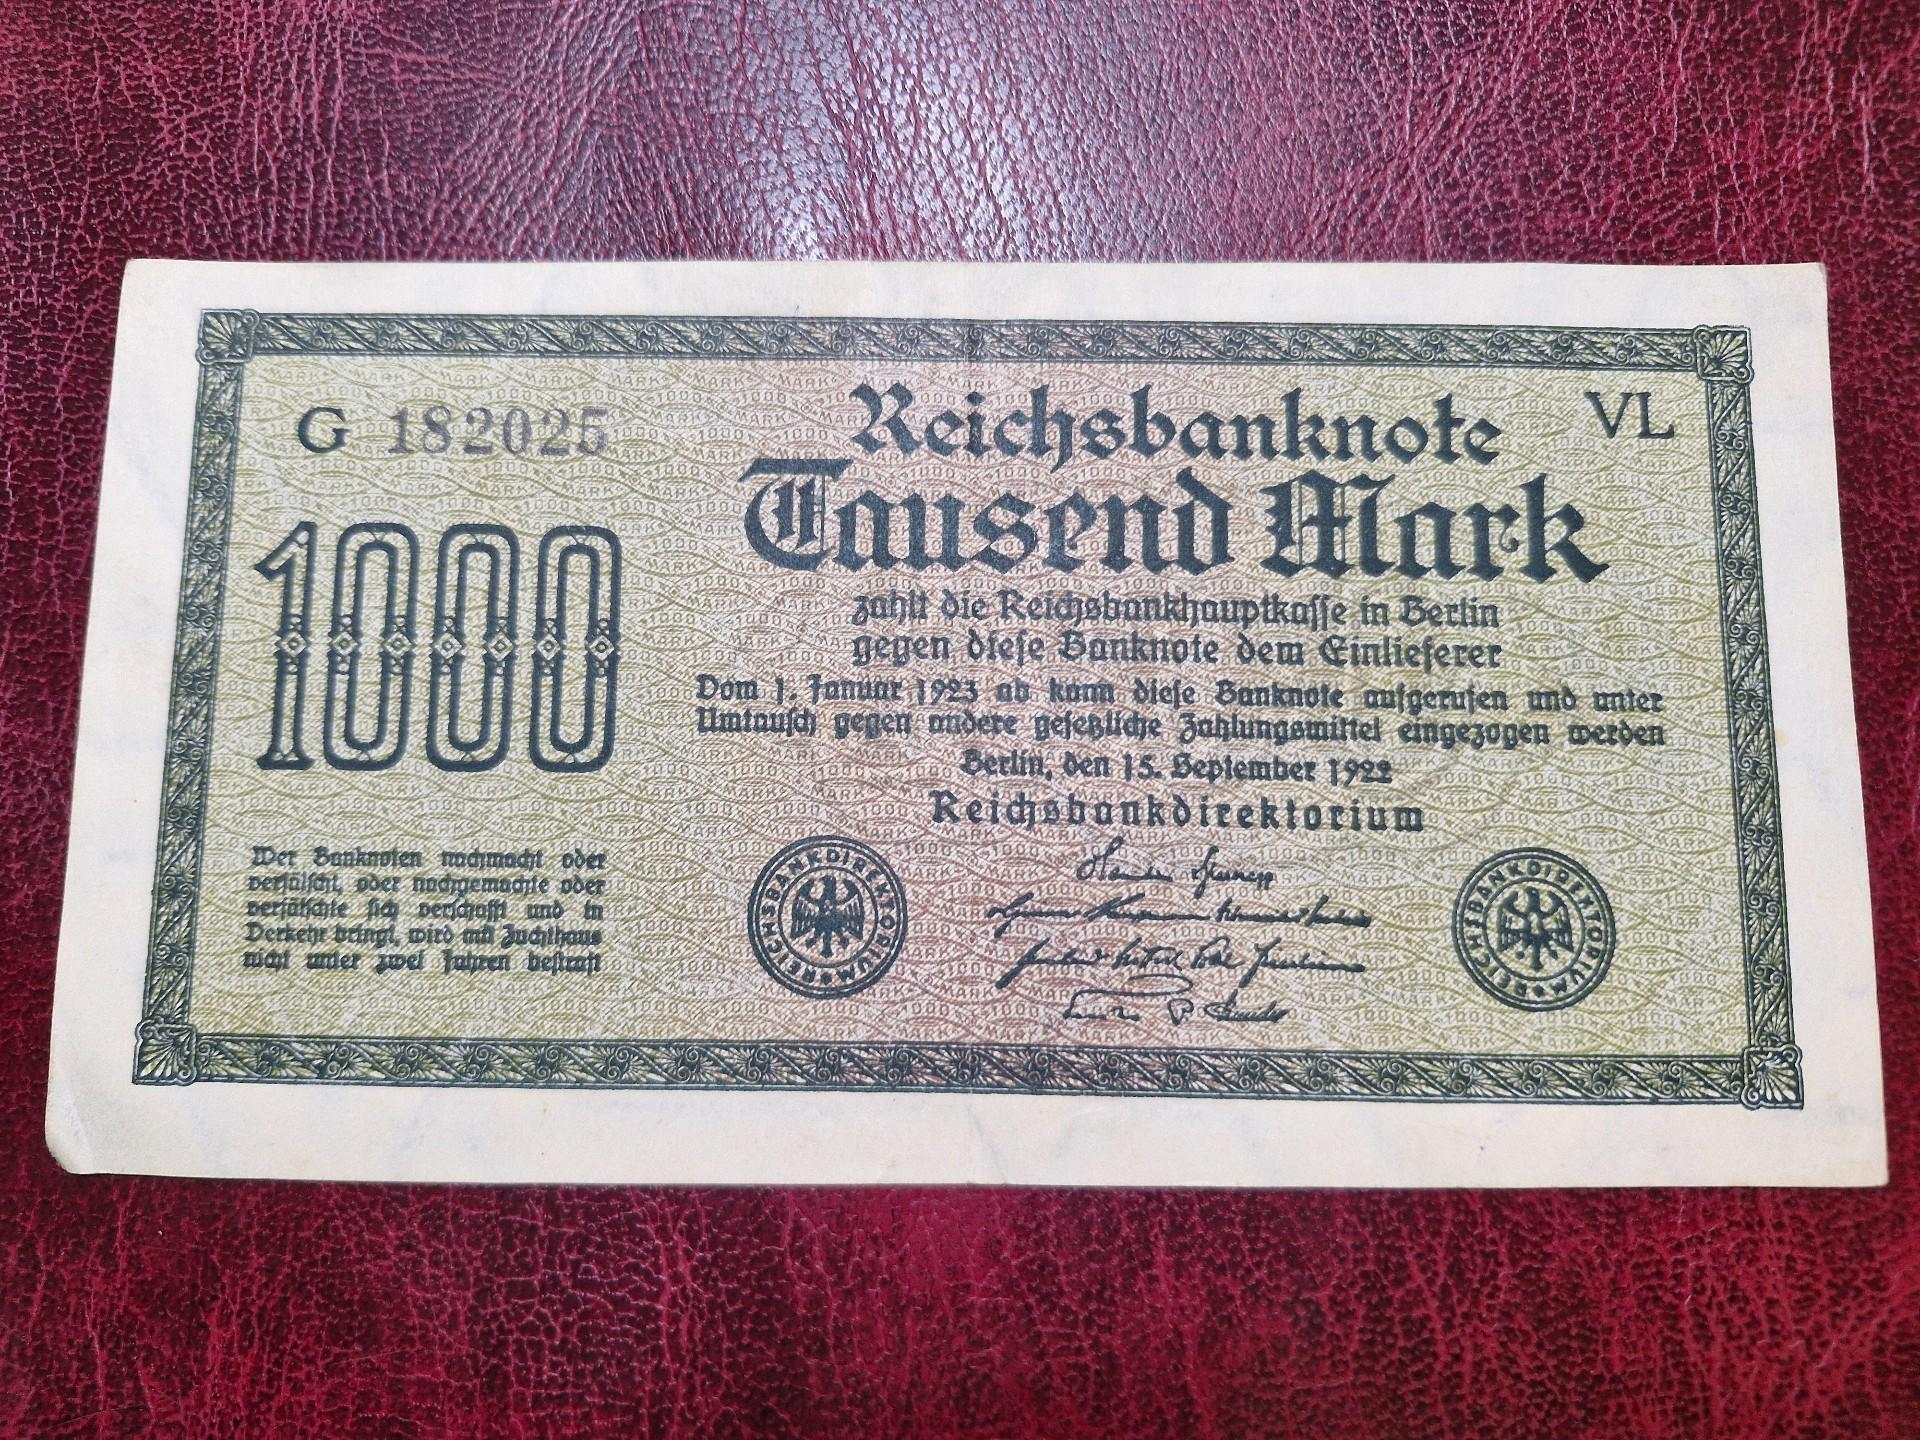 G 182025
VL
Reichsbanknote
Tausend Mark
zahlt die Reichsbankhauptkasse in Berlin
gegen diese Banknote dem Einlieferer
Vom 1. Januar 1923 ab kann diese Banknote aufgerufen und unter
Umtausch gegen andere gesetzliche Zahlungsmittel eingezogen werden
Berlin, den 15. September 1922
Reichsbankdirektorium
1000
Wer Banknoten nachmacht oder
verfälscht, oder nachgemachte oder
verfälschte sich verschafft und in
Verkehr bringt, wird mit Zuchthaus
nicht unter zwei Jahren bestraft
REICHSBANKDIREKTORIUM
REICHSBANKDIREKTORIUM